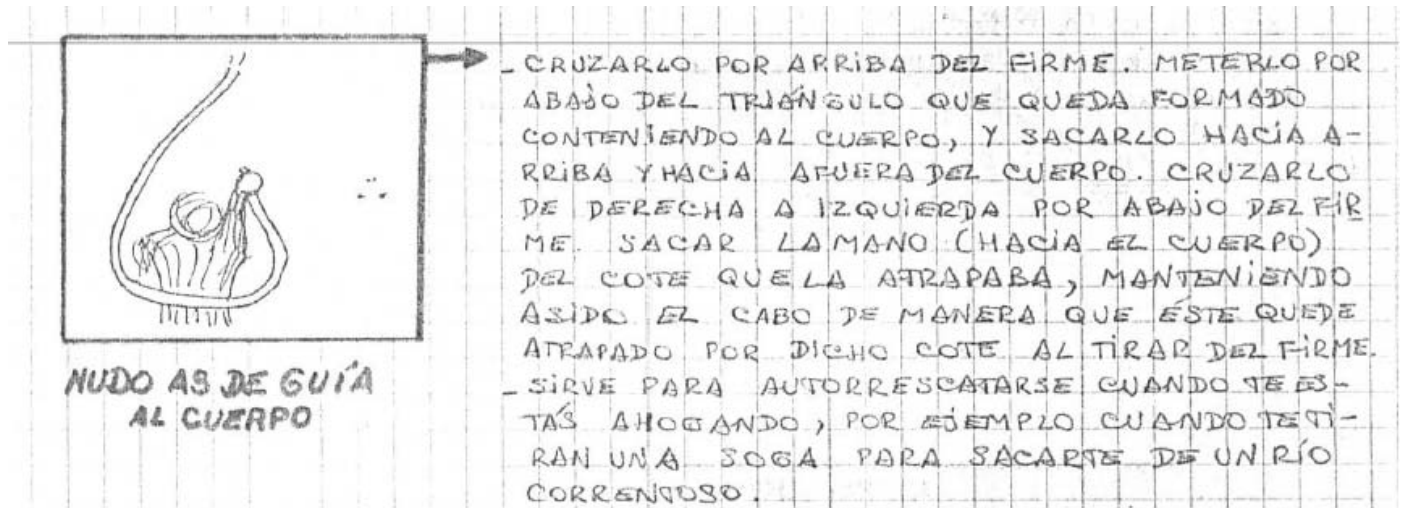 - CRUZARLO POR ARRIBA DEL FIRME. METERLO POR
ABAJO DEL TRIÁNGULO QUE QUEDA FORMADO
CONTENIENDO AL CUERPO, Y SACARLO HACIA A-
RRIBA Y HACIA AFUERA DEL CUERPO. CRUZARLO
DE DERECHA A IZQUIERDA POR ABAJO DEL FIR
ME. SACAR LA MANO (HACIA EL CUERPO)
DEL COTE QUE LA ATRAPABA, MANTENIENDO
ASIDO EL CABO DE MANERA QUE ÉSTE QUEDE
ATRAPADO POR DICHO COTE AL TIRAR DEL FIRME.
- SIRVE PARA AUTORRESCATARSE CUANDO TE ES-
TÁS AHOGANDO, POR EJEMPLO CUANDO TE TI-
RAN UNA SOGA PARA SACARTE DE UN RÍO
CORRENTOSO.
NUDO AS DE GUÍA
AL CUERPO